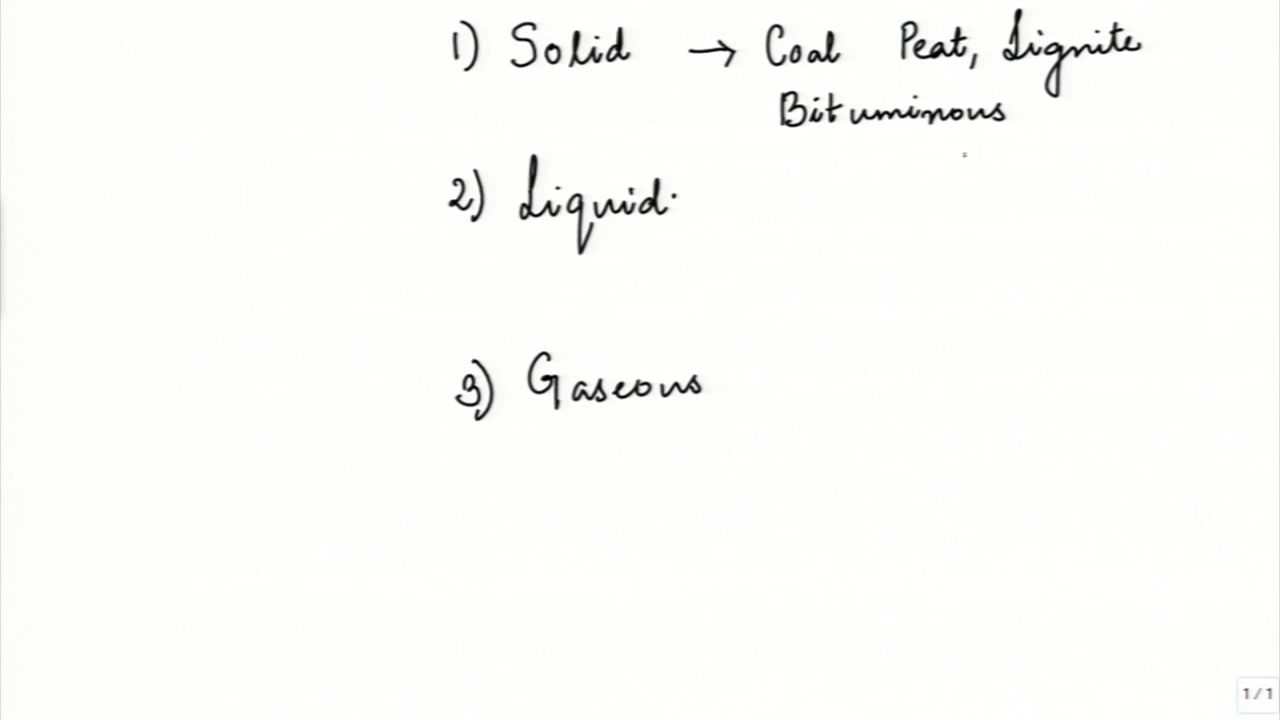 1) Solid → Coal Peat, Lignite
Bituminous
2) Liquid.
3) Gaseous
1/1